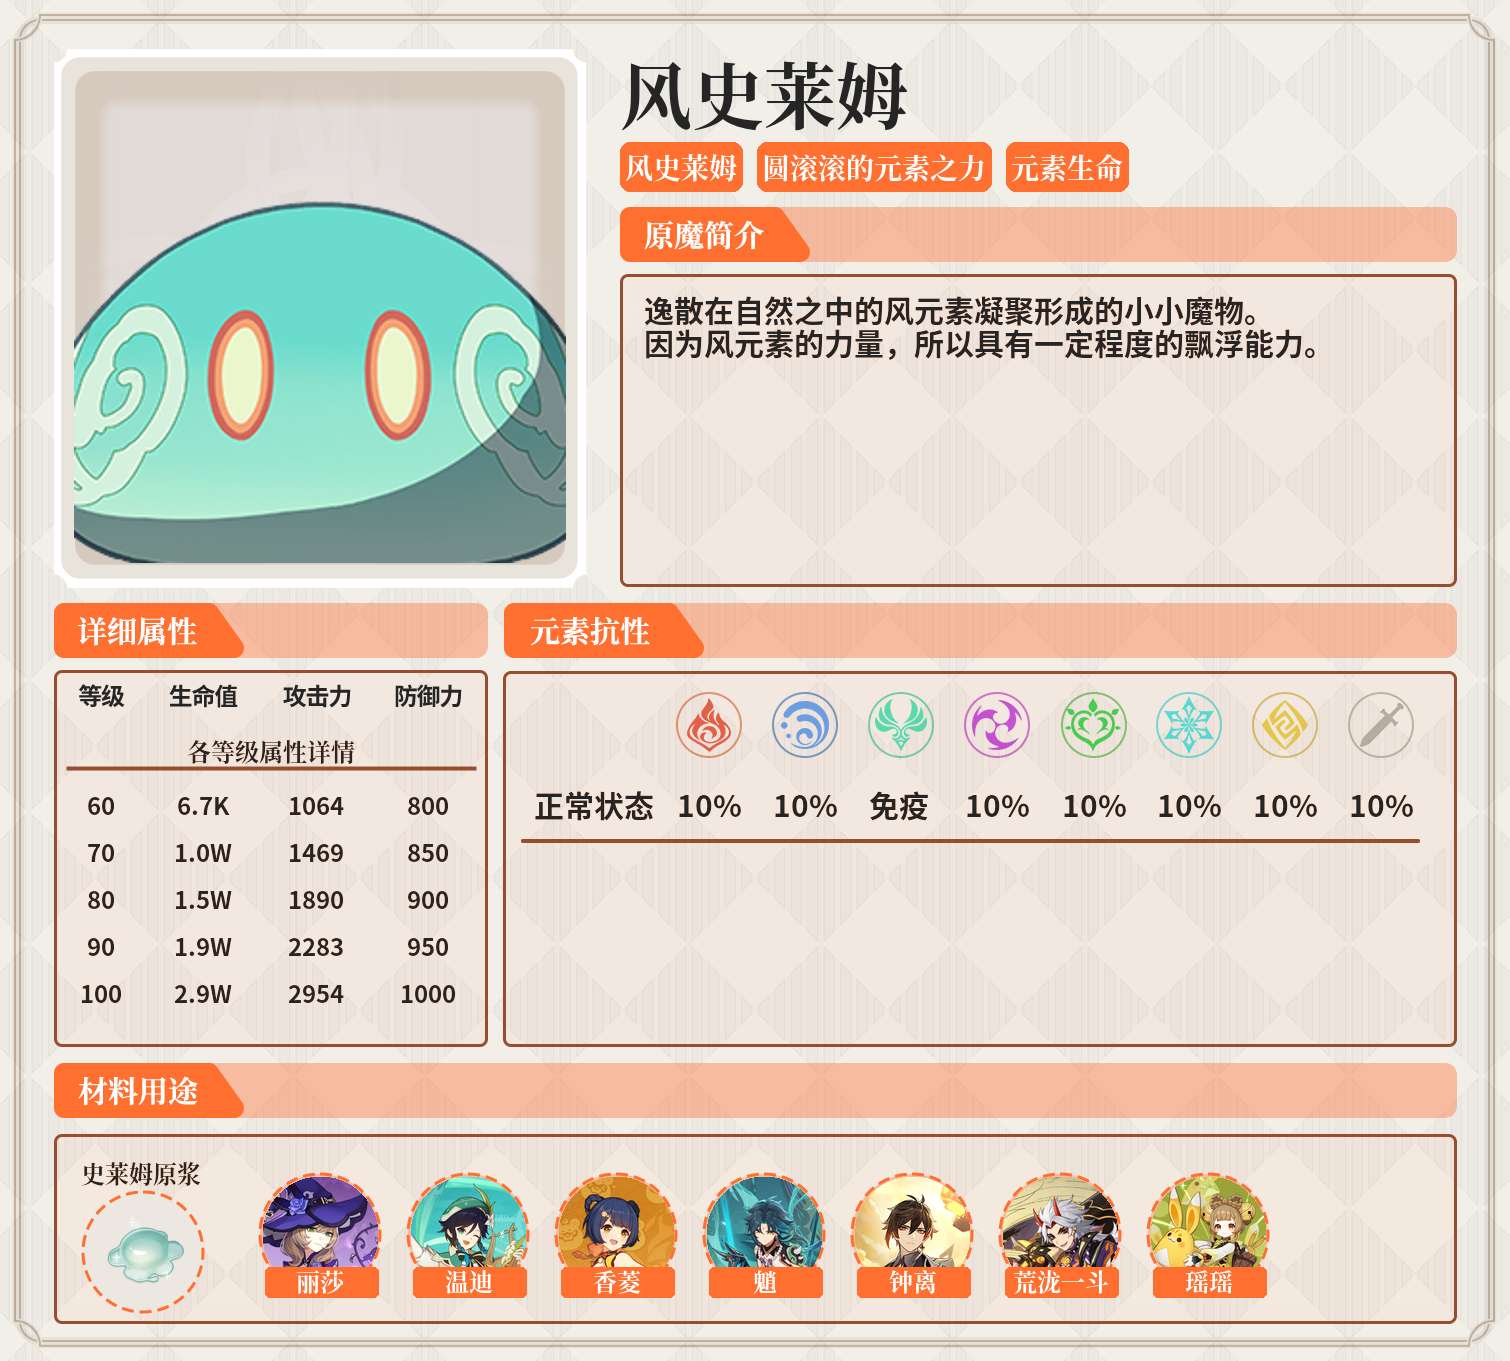 风史莱姆
风史莱姆 圆滚滚的元素之力 元素生命
原魔简介
逸散在自然之中的风元素凝聚形成的小小魔物。
因为风元素的力量，所以具有一定程度的飘浮能力。
详细属性
等级 生命值 攻击力 防御力
各等级属性详情
60 6.7K 1064 800
70 1.0W 1469 850
80 1.5W 1890 900
90 1.9W 2283 950
100 2.9W 2954 1000
元素抗性
正常状态 10% 10% 免疫 10% 10% 10% 10% 10%
材料用途
史莱姆原浆
丽莎 温迪 香菱 魈 钟离 荒泷一斗 瑶瑶